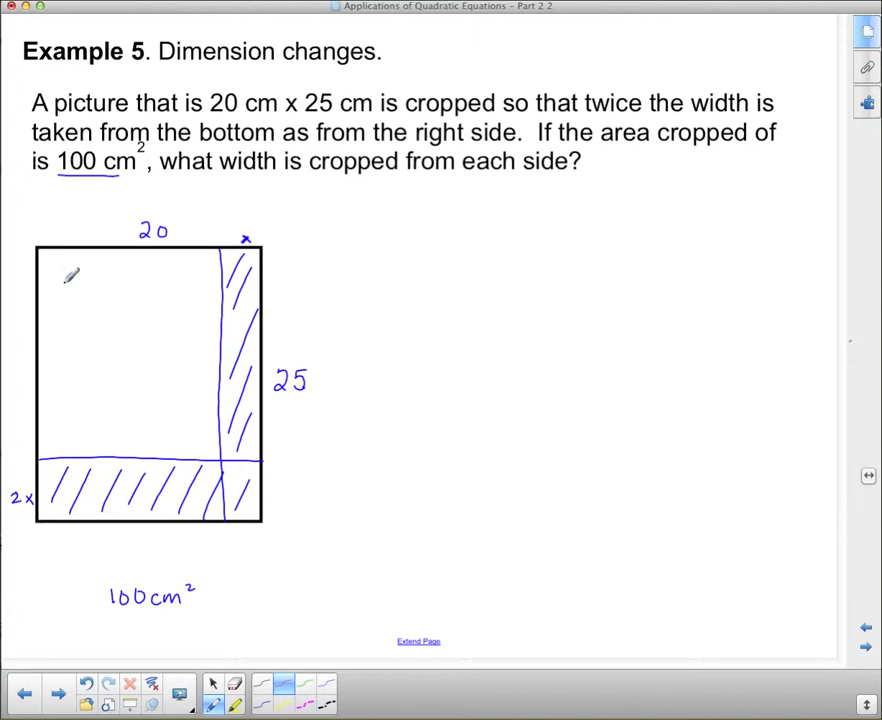 Applications of Quadratic Equations - Part 2 2
Example 5. Dimension changes.
A picture that is 20 cm x 25 cm is cropped so that twice the width is
taken from the bottom as from the right side. If the area cropped of
is 100 cm², what width is cropped from each side?
20
x
25
2x
100cm²
Extend Page